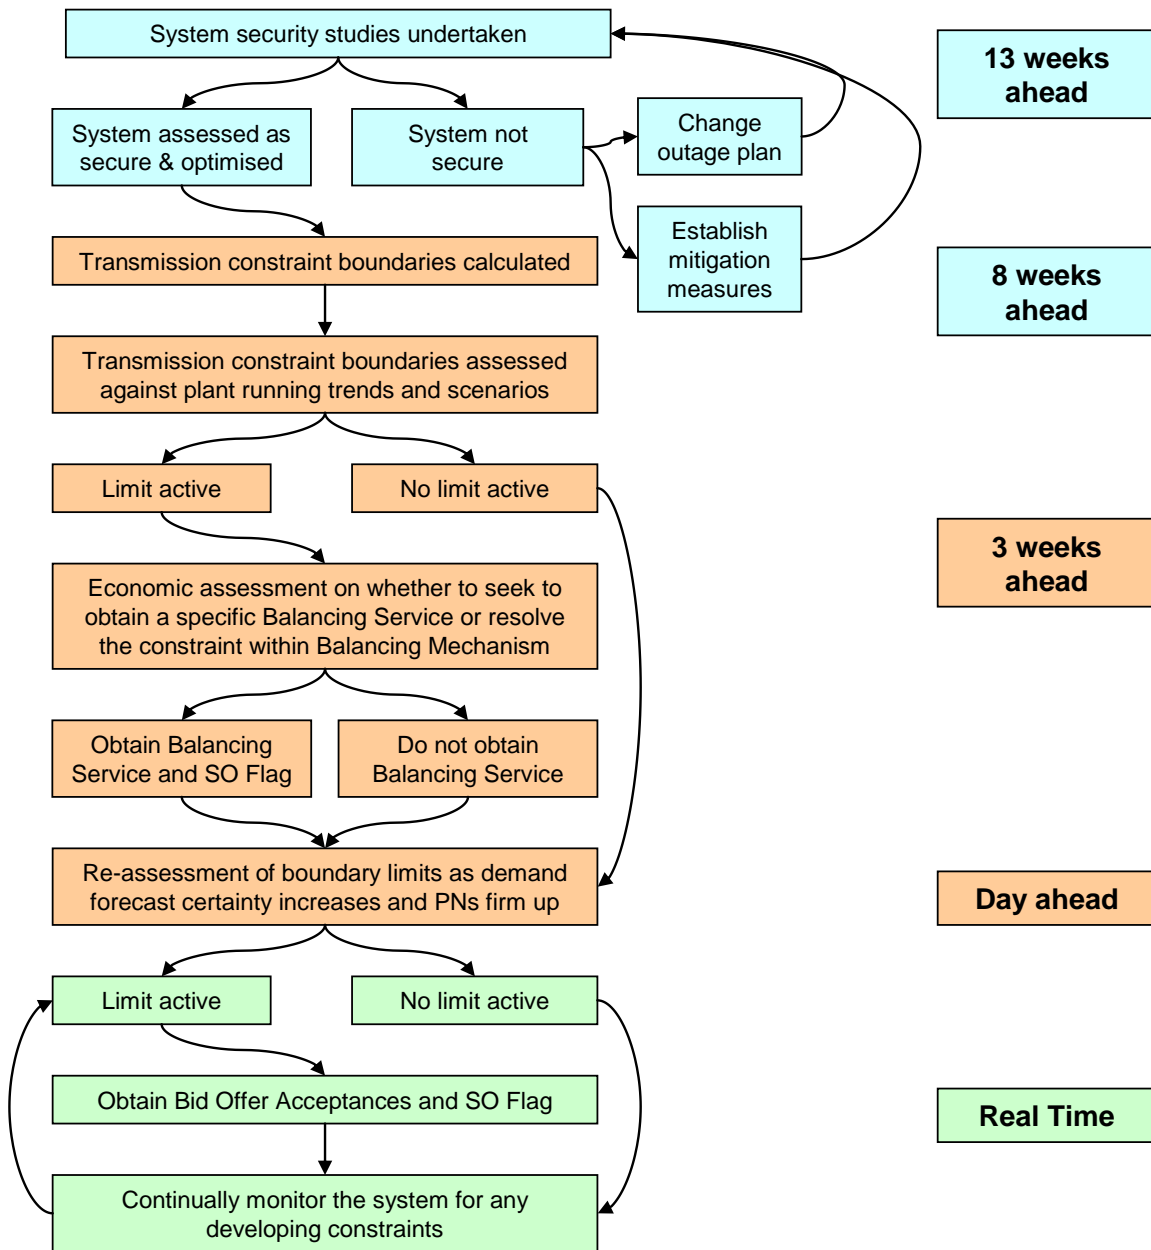 System security studies undertaken
13 weeks
ahead
System assessed as
secure & optimised
System not
secure
Change
outage plan
Establish
mitigation
measures
Transmission constraint boundaries calculated
8 weeks
ahead
Transmission constraint boundaries assessed
against plant running trends and scenarios
Limit active
No limit active
3 weeks
ahead
Economic assessment on whether to seek to
obtain a specific Balancing Service or resolve
the constraint within Balancing Mechanism
Obtain Balancing
Service and SO Flag
Do not obtain
Balancing Service
Re-assessment of boundary limits as demand
forecast certainty increases and PNs firm up
Day ahead
Limit active
No limit active
Obtain Bid Offer Acceptances and SO Flag
Real Time
Continually monitor the system for any
developing constraints